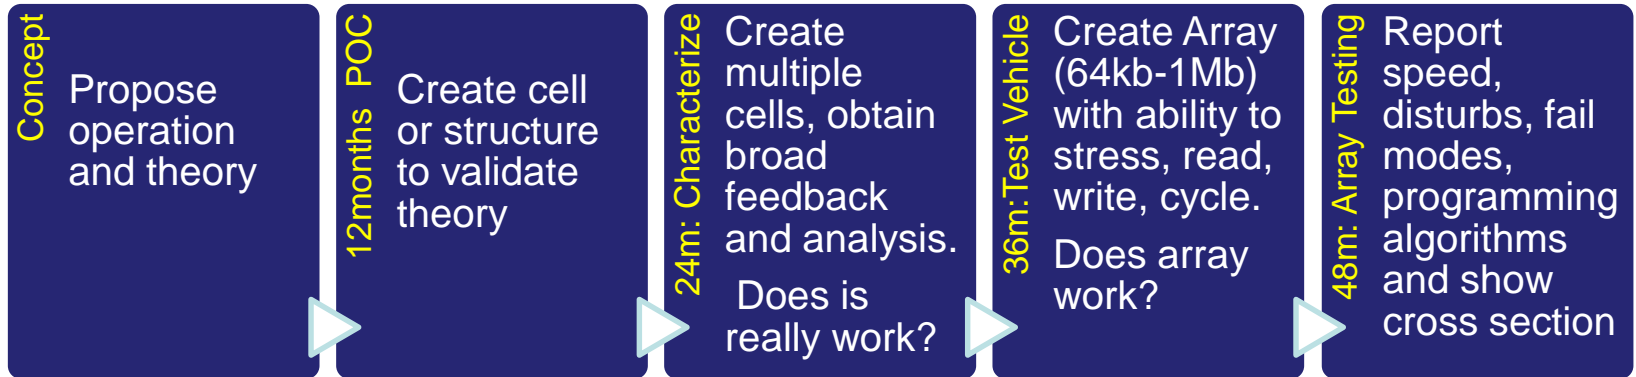 Concept
Propose
operation
and theory
12months POC
Create cell
or structure
to validate
theory
24m: Characterize
Create
multiple
cells, obtain
broad
feedback
and analysis.
Does is
really work?
36m:Test Vehicle
Create Array
(64kb-1Mb)
with ability to
stress, read,
write, cycle.
Does array
work?
48m: Array Testing
Report
speed,
disturbs, fail
modes,
programming
algorithms
and show
cross section